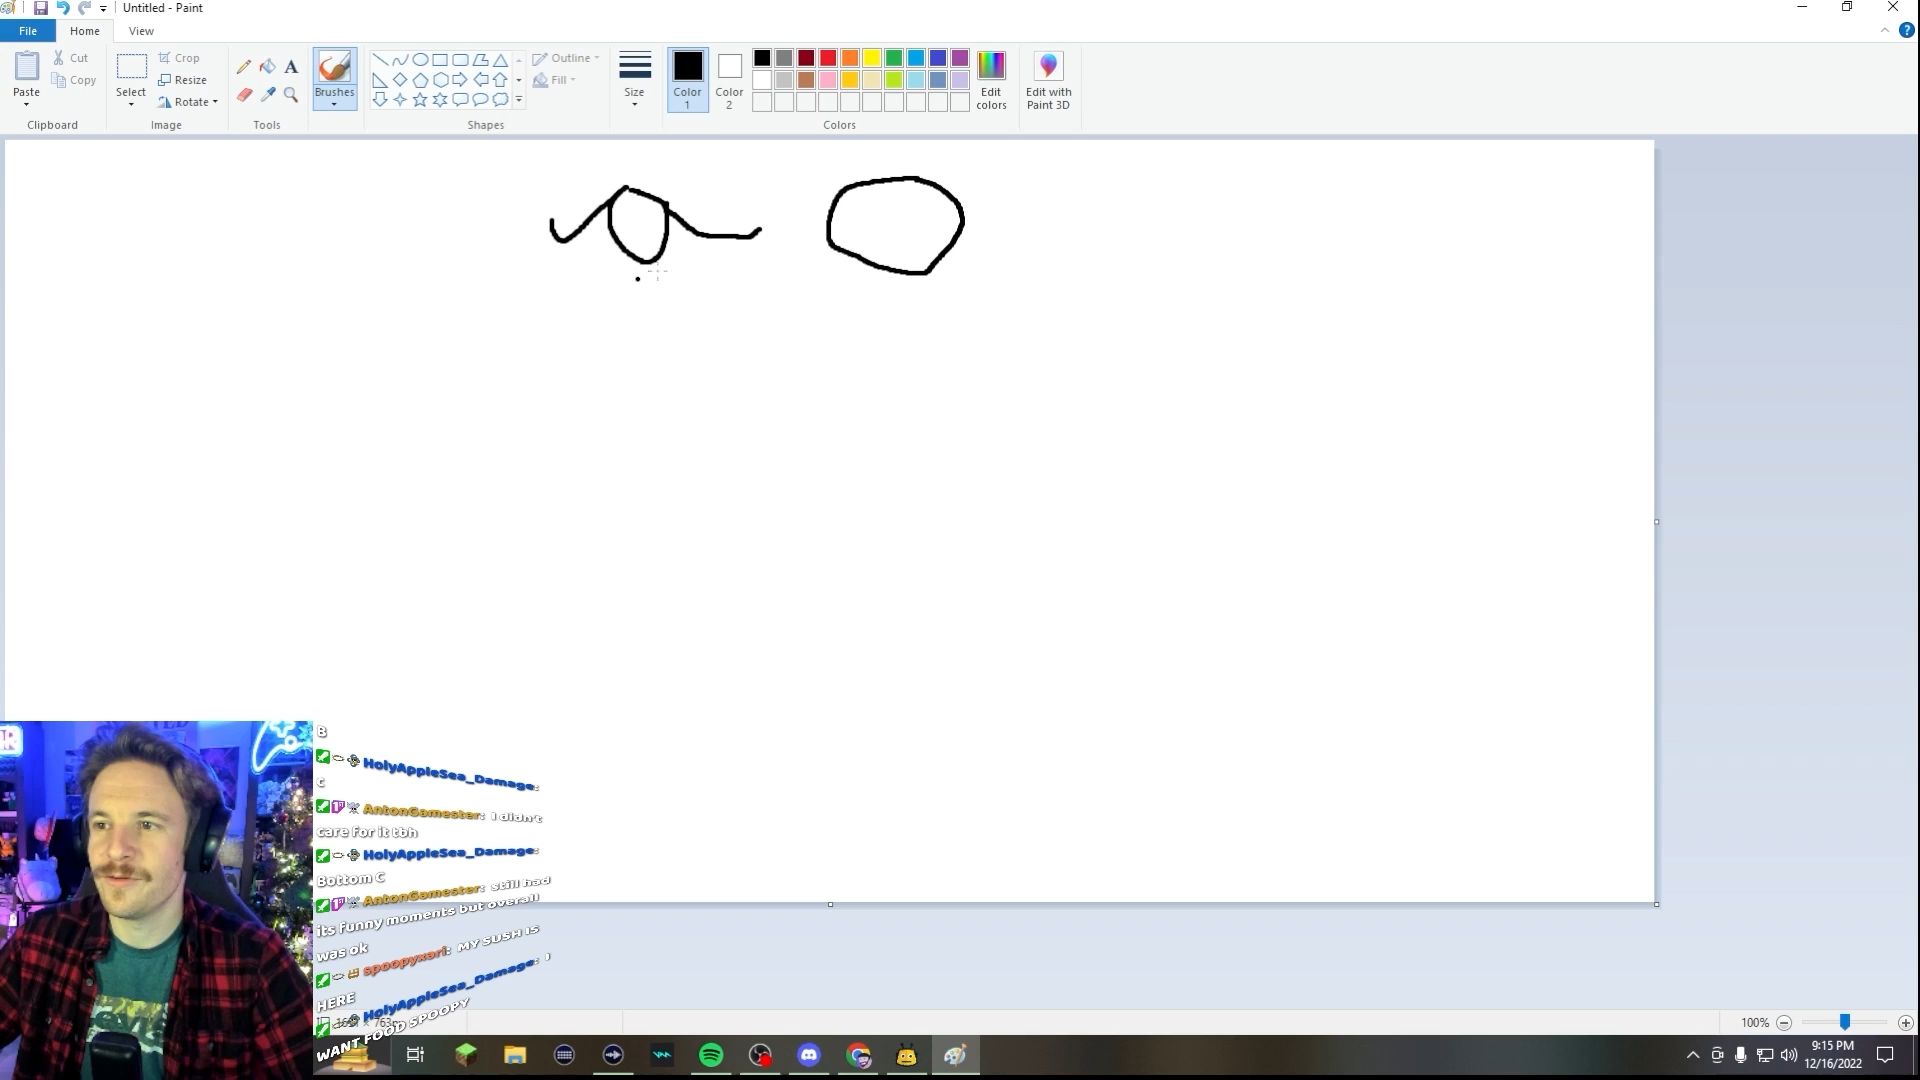 Untitled - Paint
File Home View
Paste
Cut
Copy
Clipboard
Select
Crop
Resize
Rotate
Image
Tools
Brushes
Outline
Fill
Shapes
Size
Color 1
Color 2
Edit colors
Colors
Edit with Paint 3D
B
HolyAppleSea_Damage:
c
AntonGamester: I didn't
care for it tbh
HolyAppleSea_Damage:
Bottom C
AntonGamester: still had
its funny moments but overall
was ok
spoopyxari: MY SUSH IS
HERE
HolyAppleSea_Damage: I
WANT FOOD SPOOPY
100%
9:15 PM
12/16/2022